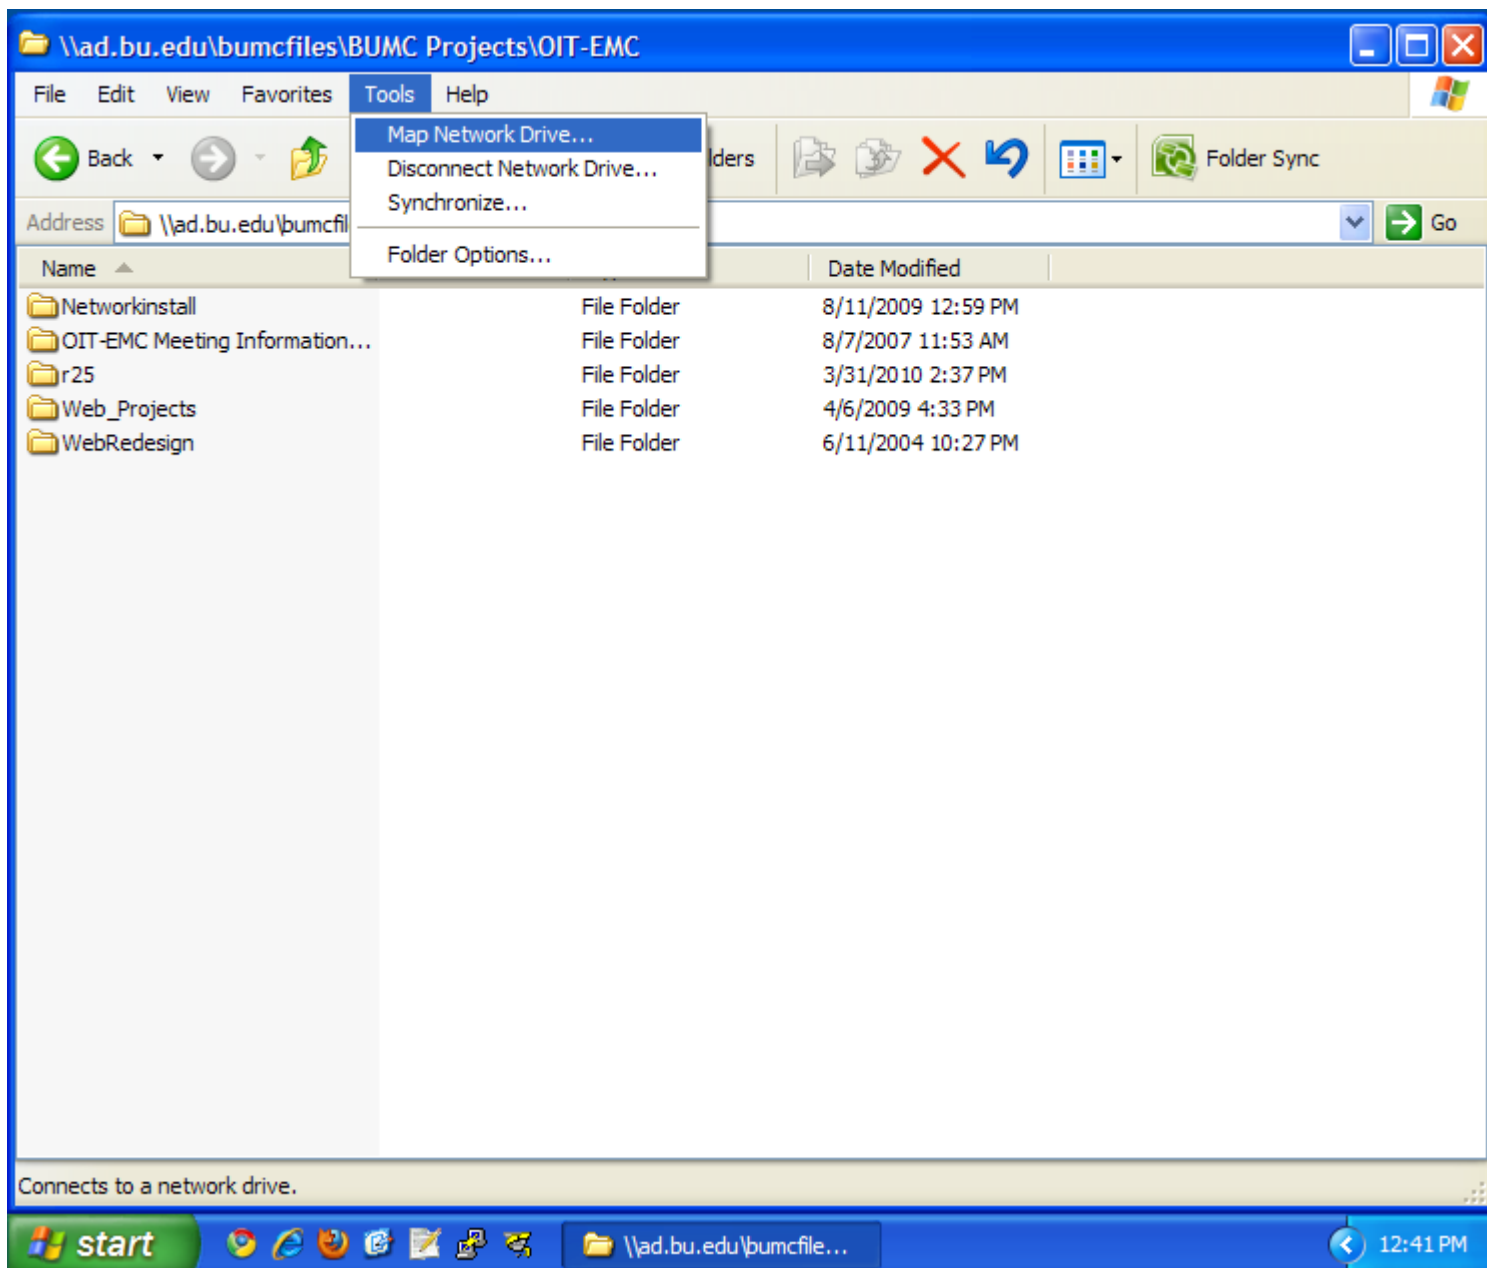 \\ad.bu.edu\bumcfiles\BUMC Projects\OIT-EMC
File Edit View Favorites Tools Help
Map Network Drive...
Disconnect Network Drive...
Synchronize...
Folder Options...
Back lders Folder Sync
Address \\ad.bu.edu\bumcfil Go
Name Date Modified
Networkinstall File Folder 8/11/2009 12:59 PM
OIT-EMC Meeting Information... File Folder 8/7/2007 11:53 AM
r25 File Folder 3/31/2010 2:37 PM
Web_Projects File Folder 4/6/2009 4:33 PM
WebRedesign File Folder 6/11/2004 10:27 PM
Connects to a network drive.
start \\ad.bu.edu\bumcfile... 12:41 PM